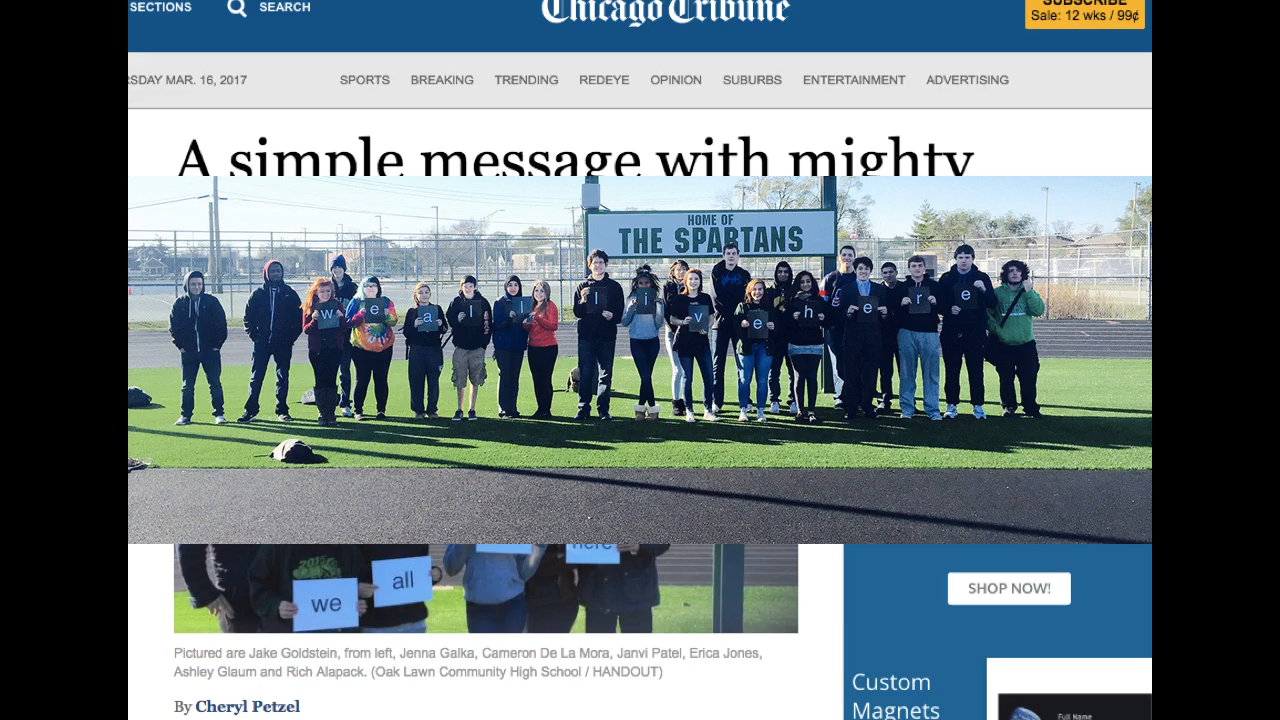 SECTIONS
SEARCH
Chicago Tribune
SUBSCRIBE
Sale: 12 wks / 99¢
RSDAY MAR. 16, 2017
SPORTS
BREAKING
TRENDING
REDEYE
OPINION
SUBURBS
ENTERTAINMENT
ADVERTISING
A simple message with mighty
HOME OF
THE SPARTANS
w e a l l l i v e h e r e
we
all
here
SHOP NOW!
Pictured are Jake Goldstein, from left, Jenna Galka, Cameron De La Mora, Janvi Patel, Erica Jones,
Ashley Glaum and Rich Alapack. (Oak Lawn Community High School / HANDOUT)
By Cheryl Petzel
Custom
Magnets
Full Name